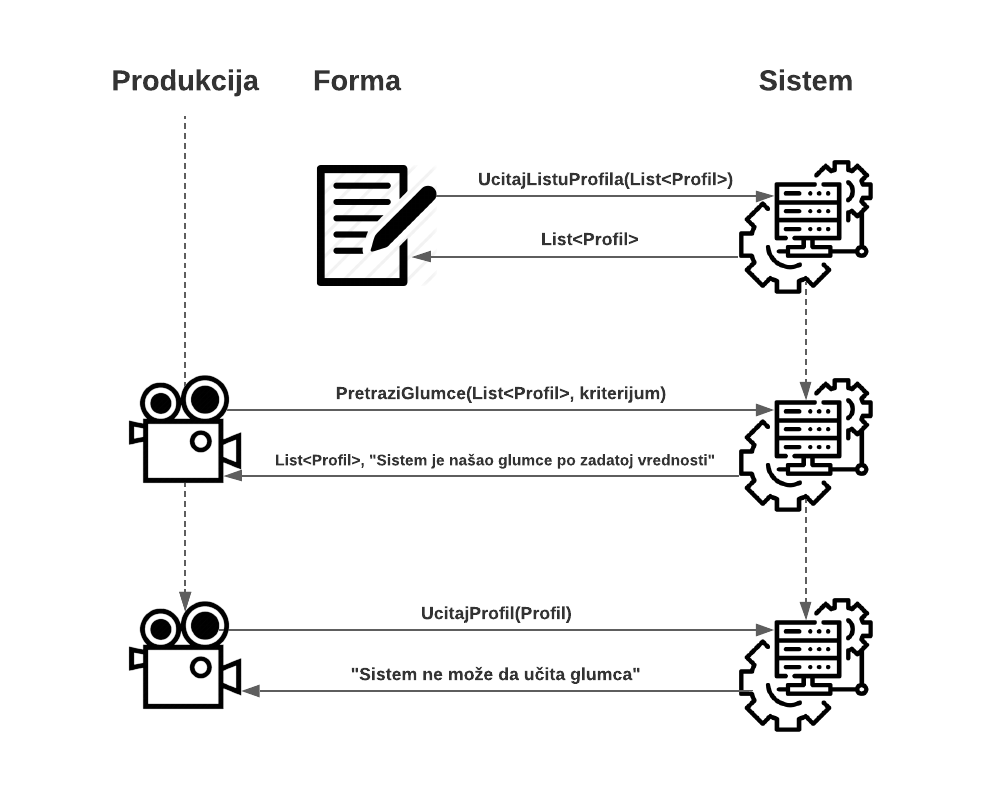 Produkcija
Forma
Sistem
UcitajListuProfila(List<Profil>)
List<Profil>
PretraziGlumce(List<Profil>, kriterijum)
List<Profil>, "Sistem je našao glumce po zadatoj vrednosti"
UcitajProfil(Profil)
"Sistem ne može da učita glumca"